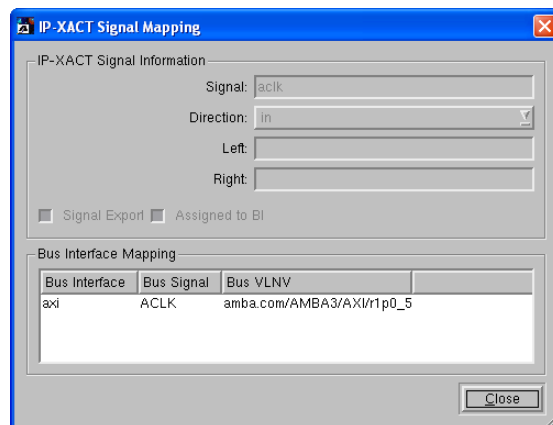 IP-XACT Signal Mapping
IP-XACT Signal Information
Signal: aclk
Direction: in
Left:
Right:
Signal Export Assigned to BI
Bus Interface Mapping
Bus Interface Bus Signal Bus VLNV
axi ACLK amba.com/AMBA3/AXI/r1p0_5
Close